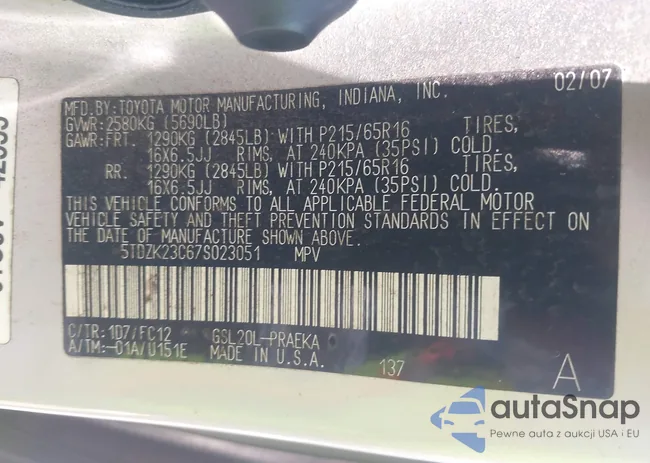 02/07
MFD.BY: TOYOTA MOTOR MANUFACTURING, INDIANA, INC.
GVWR: 2580KG (5690LB)
GAWR: FRT. 1290KG (2845LB) WITH P215/65R16 TIRES,
16X6.5JJ RIMS, AT 240KPA (35PSI) COLD.
RR. 1290KG (2845LB) WITH P215/65R16 TIRES,
16X6.5JJ RIMS, AT 240KPA (35PSI) COLD.
THIS VEHICLE CONFORMS TO ALL APPLICABLE FEDERAL MOTOR
VEHICLE SAFETY AND THEFT PREVENTION STANDARDS IN EFFECT ON
DATE OF MANUFACTURE SHOWN ABOVE.
5TDZK23C67S023051 MPV
C/TR: 1D7/FC12 GSL20L-PRAEKA
A/TM:-01A/U151E MADE IN U.S.A. 137 A
autaSnap
Pewne auta z aukcji USA i EU